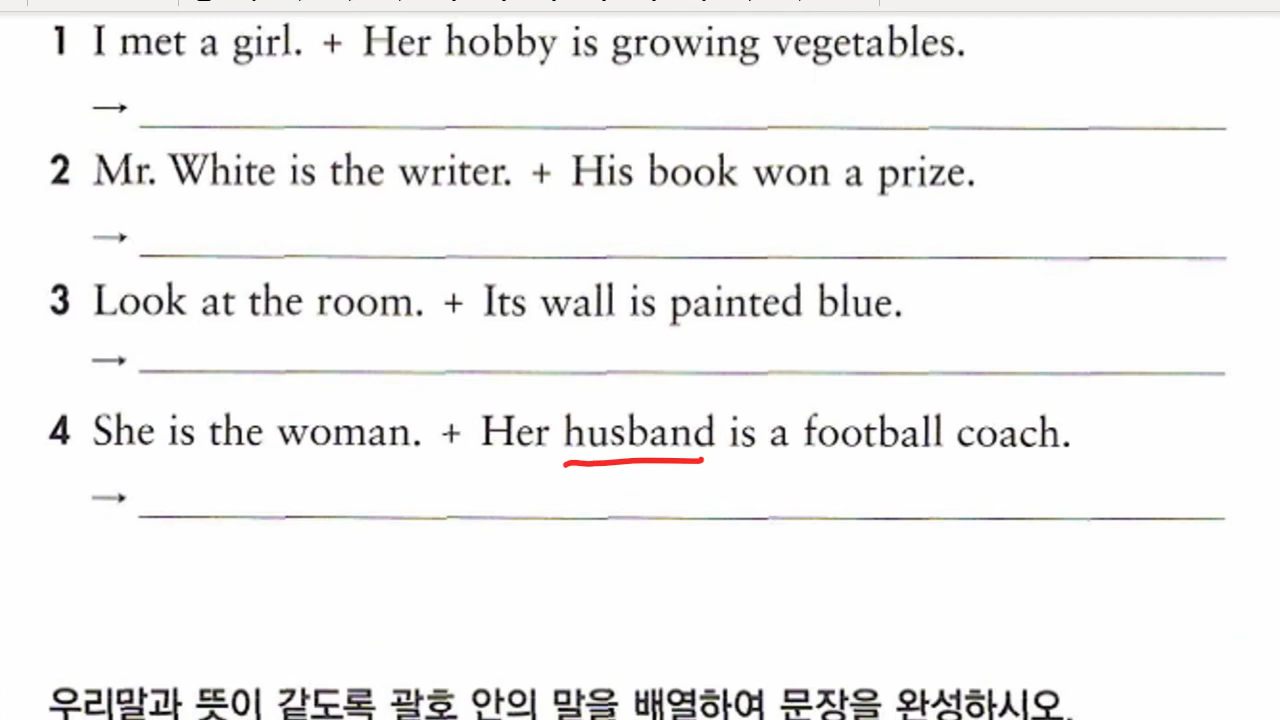 1 I met a girl. + Her hobby is growing vegetables.
→
2 Mr. White is the writer. + His book won a prize.
→
3 Look at the room. + Its wall is painted blue.
→
4 She is the woman. + Her husband is a football coach.
→
우리말과 뜻이 같도록 괄호 안의 말을 배열하여 문장을 완성하시오.